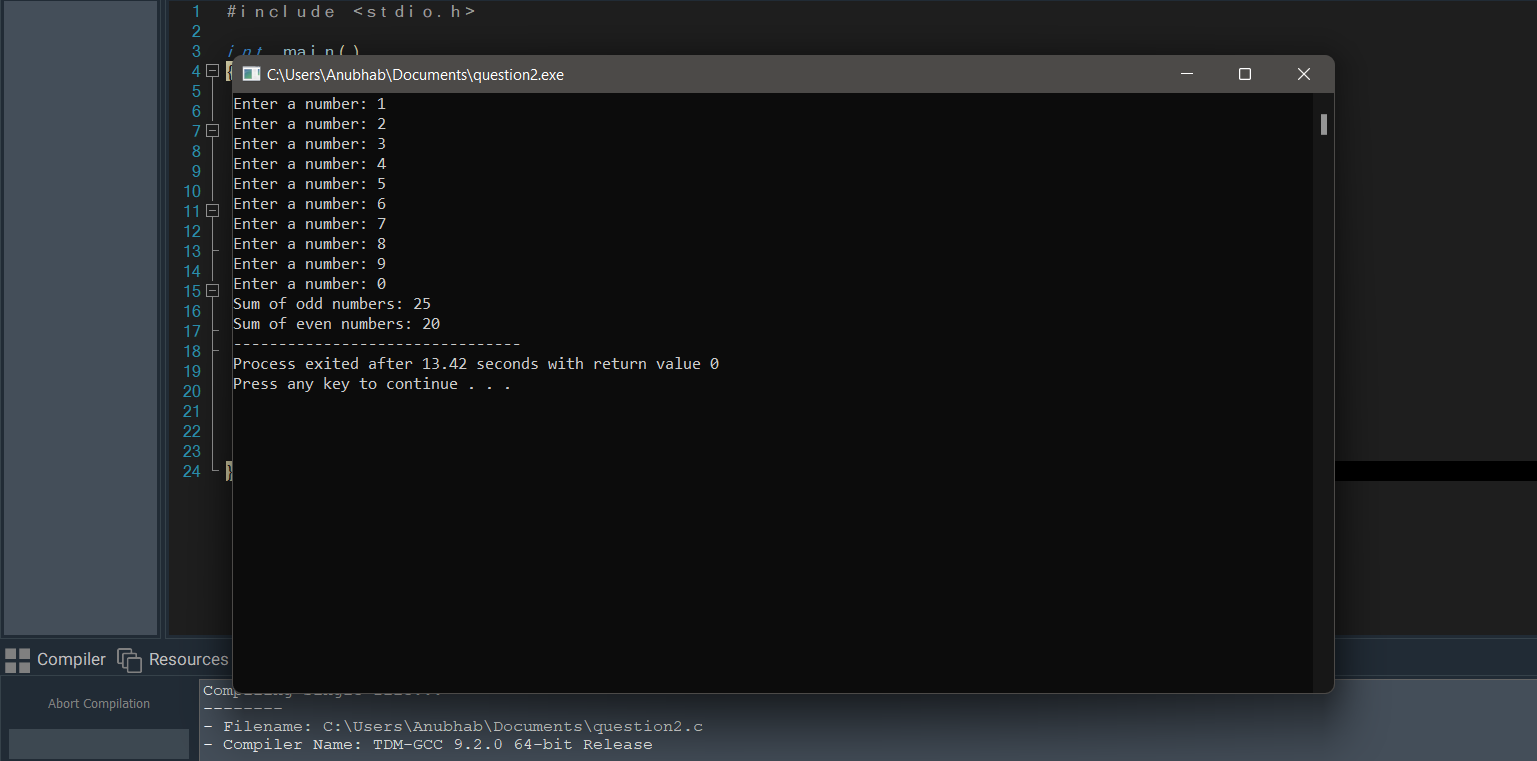 1 #include <stdio.h>
2
3 int main()
4 {
5
6
7
8
9
10
11
12
13
14
15
16
17
18
19
20
21
22
23
24 }
C:\Users\Anubhab\Documents\question2.exe
Enter a number: 1
Enter a number: 2
Enter a number: 3
Enter a number: 4
Enter a number: 5
Enter a number: 6
Enter a number: 7
Enter a number: 8
Enter a number: 9
Enter a number: 0
Sum of odd numbers: 25
Sum of even numbers: 20
--------------------------------
Process exited after 13.42 seconds with return value 0
Press any key to continue . . .
Compiler Resources
Abort Compilation
Compiling single file...
--------
- Filename: C:\Users\Anubhab\Documents\question2.c
- Compiler Name: TDM-GCC 9.2.0 64-bit Release